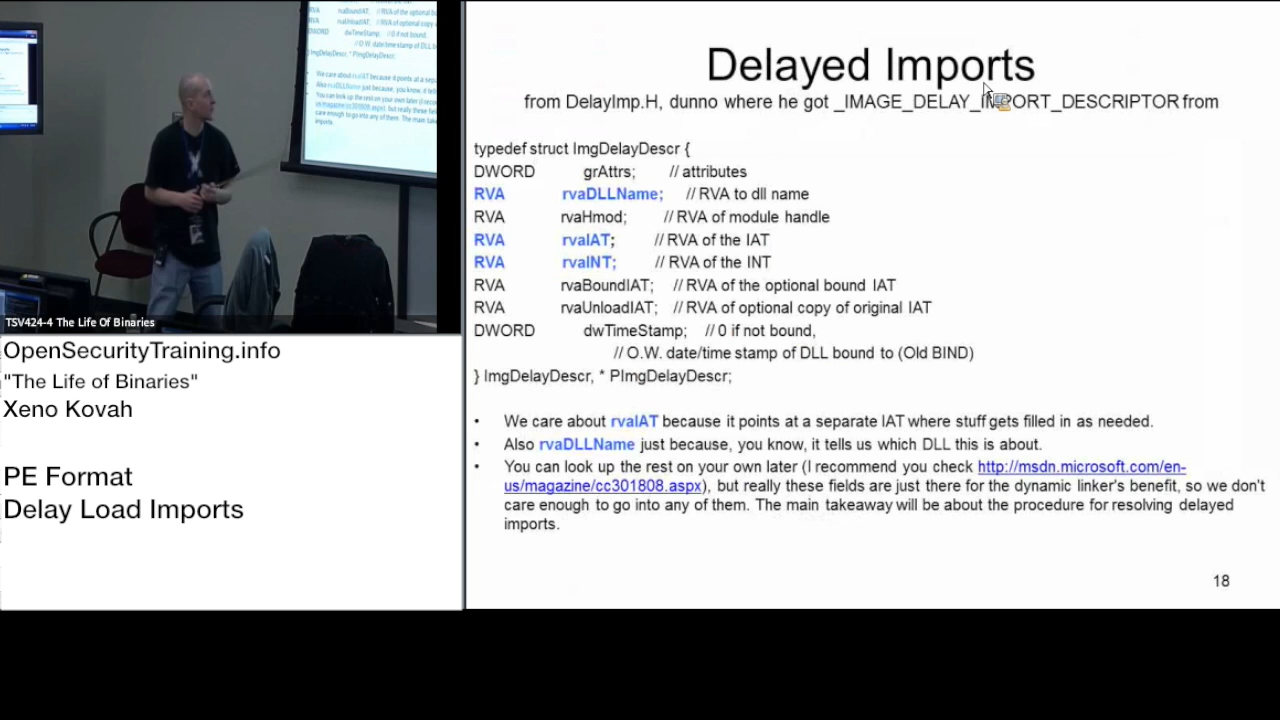 Delayed Imports
from DelayImp.H, dunno where he got _IMAGE_DELAY_IMPORT_DESCRIPTOR from
typedef struct ImgDelayDescr {
DWORD grAttrs; // attributes
RVA rvaDLLName; // RVA to dll name
RVA rvaHmod; // RVA of module handle
RVA rvaIAT; // RVA of the IAT
RVA rvaINT; // RVA of the INT
RVA rvaBoundIAT; // RVA of the optional bound IAT
RVA rvaUnloadIAT; // RVA of optional copy of original IAT
DWORD dwTimeStamp; // 0 if not bound,
// O.W. date/time stamp of DLL bound to (Old BIND)
} ImgDelayDescr, * PImgDelayDescr;
• We care about rvaIAT because it points at a separate IAT where stuff gets filled in as needed.
• Also rvaDLLName just because, you know, it tells us which DLL this is about.
• You can look up the rest on your own later (I recommend you check http://msdn.microsoft.com/en-
us/magazine/cc301808.aspx), but really these fields are just there for the dynamic linker's benefit, so we don't
care enough to go into any of them. The main takeaway will be about the procedure for resolving delayed
imports.
18
TSV424-4 The Life Of Binaries
OpenSecurityTraining.info
"The Life of Binaries"
Xeno Kovah
PE Format
Delay Load Imports